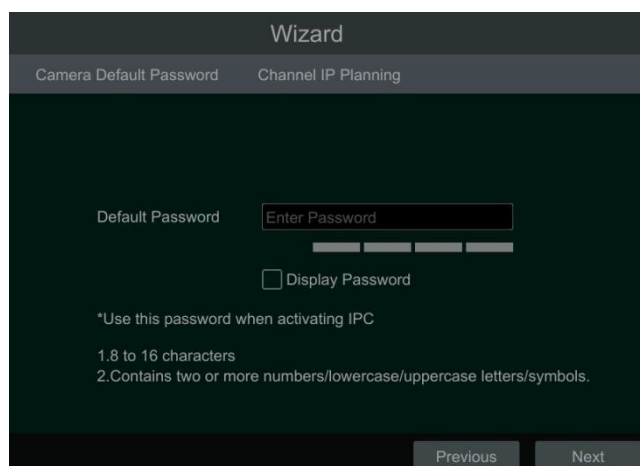 Wizard
Camera Default Password Channel IP Planning
Default Password Enter Password
Display Password
*Use this password when activating IPC
1.8 to 16 characters
2.Contains two or more numbers/lowercase/uppercase letters/symbols.
Previous Next